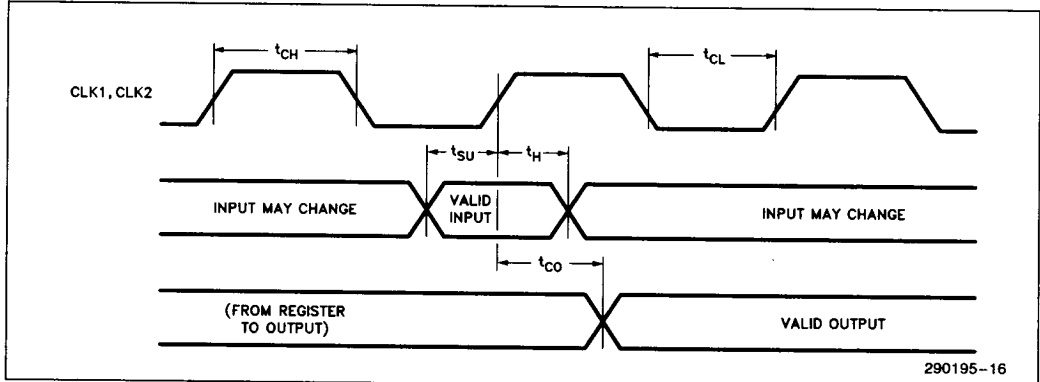 tCH
tCL
CLK1, CLK2
tSU
tH
INPUT MAY CHANGE
VALID
INPUT
INPUT MAY CHANGE
tCO
(FROM REGISTER
TO OUTPUT)
VALID OUTPUT
290195-16